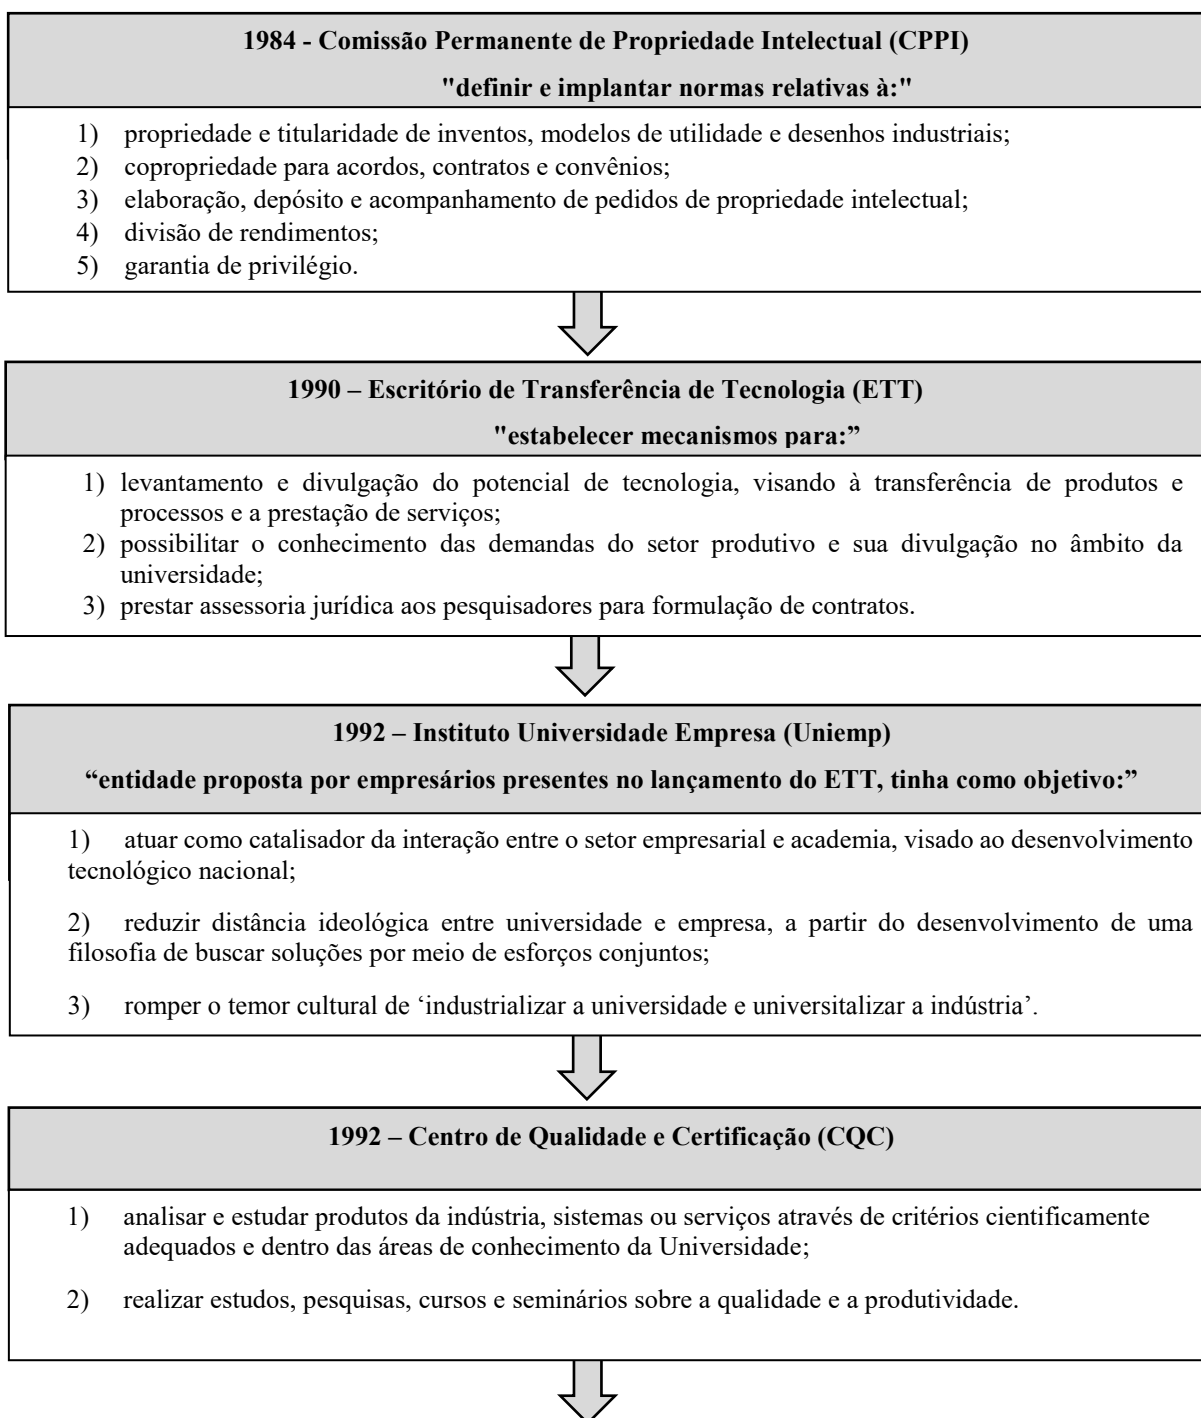 1984 - Comissão Permanente de Propriedade Intelectual (CPPI)
"definir e implantar normas relativas à:"
1) propriedade e titularidade de inventos, modelos de utilidade e desenhos industriais;
2) copropriedade para acordos, contratos e convênios;
3) elaboração, depósito e acompanhamento de pedidos de propriedade intelectual;
4) divisão de rendimentos;
5) garantia de privilégio.
1990 – Escritório de Transferência de Tecnologia (ETT)
"estabelecer mecanismos para:”
1) levantamento e divulgação do potencial de tecnologia, visando à transferência de produtos e
processos e a prestação de serviços;
2) possibilitar o conhecimento das demandas do setor produtivo e sua divulgação no âmbito da
universidade;
3) prestar assessoria jurídica aos pesquisadores para formulação de contratos.
1992 – Instituto Universidade Empresa (Uniemp)
“entidade proposta por empresários presentes no lançamento do ETT, tinha como objetivo:”
1) atuar como catalisador da interação entre o setor empresarial e academia, visado ao desenvolvimento
tecnológico nacional;
2) reduzir distância ideológica entre universidade e empresa, a partir do desenvolvimento de uma
filosofia de buscar soluções por meio de esforços conjuntos;
3) romper o temor cultural de ‘industrializar a universidade e universitalizar a indústria’.
1992 – Centro de Qualidade e Certificação (CQC)
1) analisar e estudar produtos da indústria, sistemas ou serviços através de critérios cientificamente
adequados e dentro das áreas de conhecimento da Universidade;
2) realizar estudos, pesquisas, cursos e seminários sobre a qualidade e a produtividade.